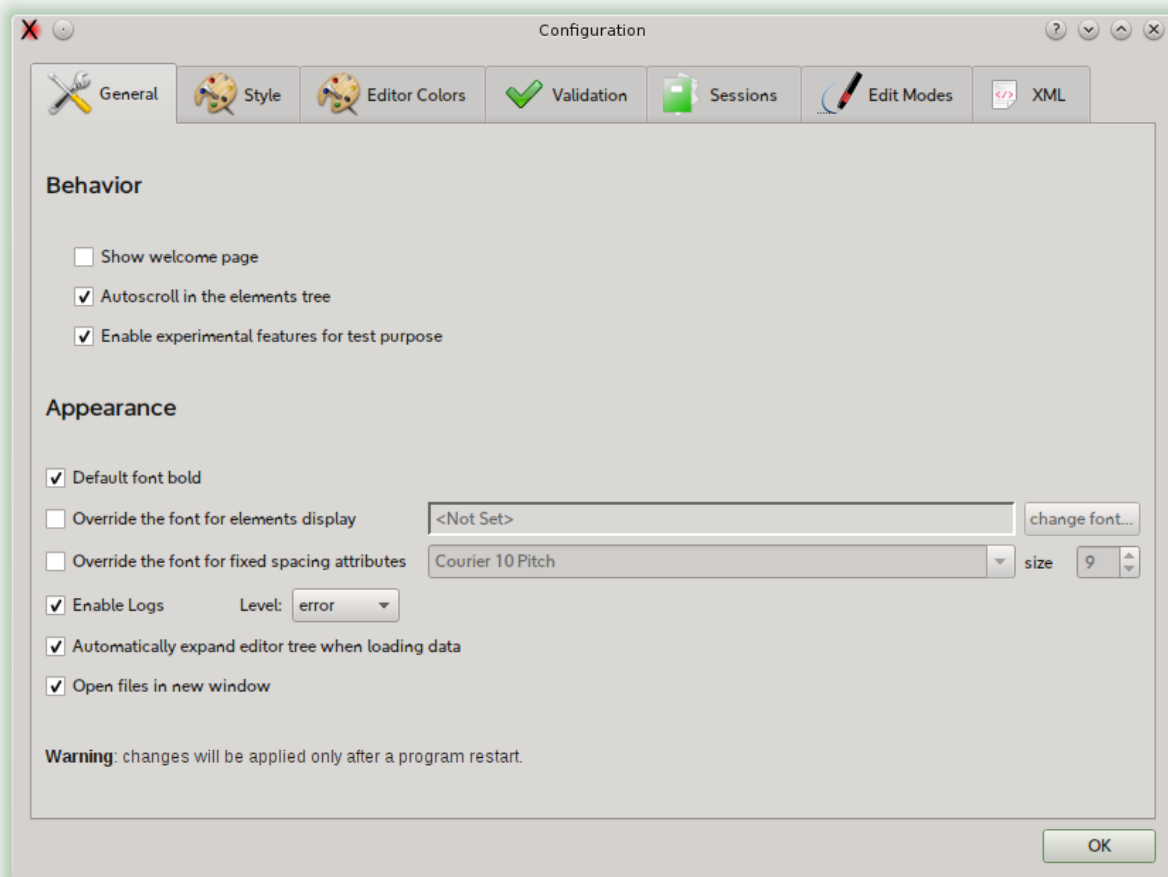 Configuration
General Style Editor Colors Validation Sessions Edit Modes XML
Behavior
Show welcome page
Autoscroll in the elements tree
Enable experimental features for test purpose
Appearance
Default font bold
Override the font for elements display <Not Set> change font...
Override the font for fixed spacing attributes Courier 10 Pitch size 9
Enable Logs Level: error
Automatically expand editor tree when loading data
Open files in new window
Warning: changes will be applied only after a program restart.
OK